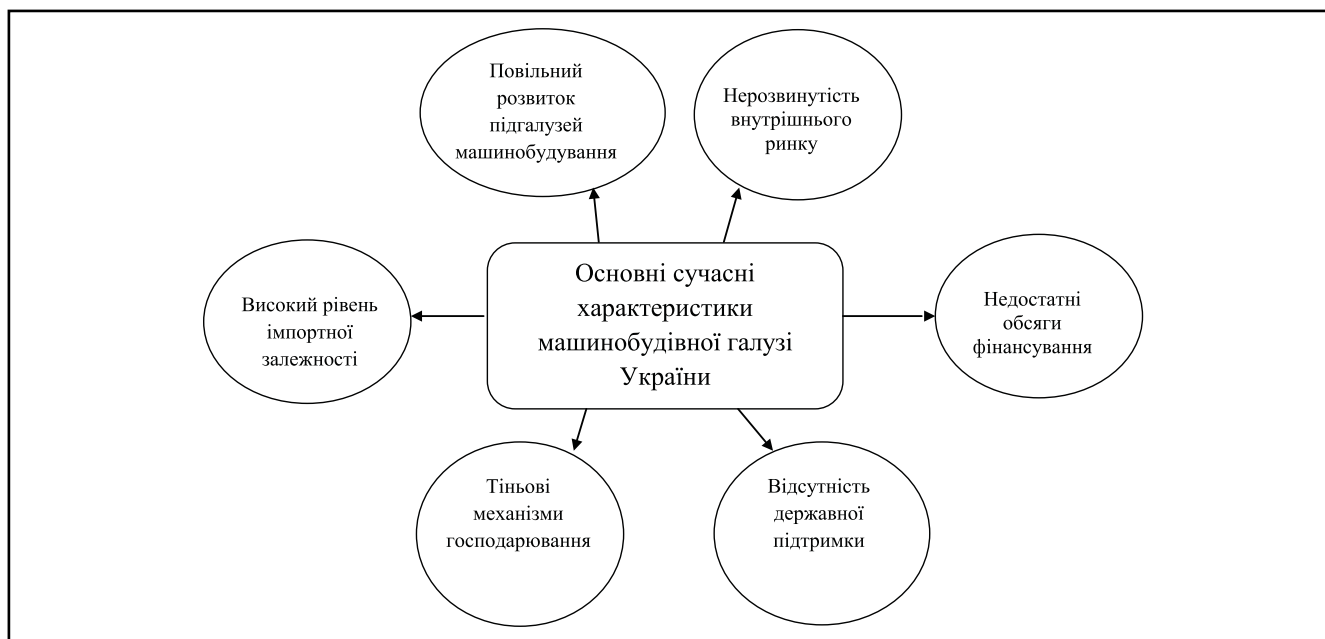 Повільний
розвиток
підгалузей
машинобудування
Нерозвинутість
внутрішнього
ринку
Високий рівень
імпортної
залежності
Основні сучасні
характеристики
машинобудівної галузі
України
Недостатні
обсяги
фінансування
Тіньові
механізми
господарювання
Відсутність
державної
підтримки